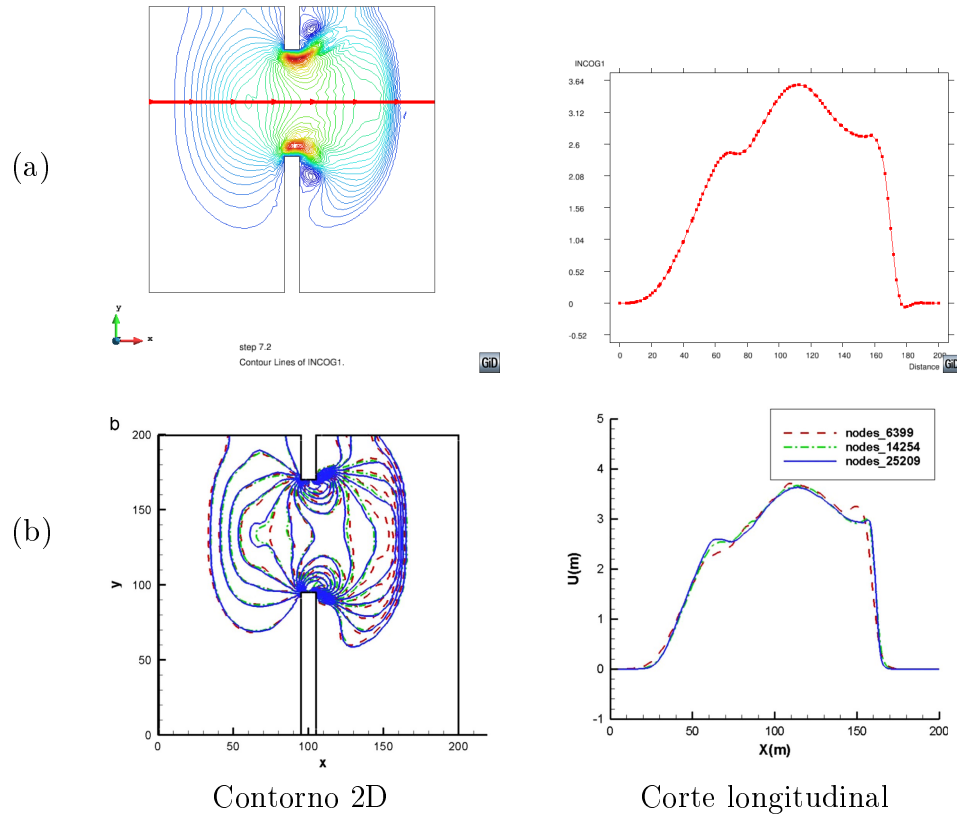 (a)
y
x
step 7.2
Contour Lines of INCOG1.
GiD
INCOG1
3.64
3.12
2.6
2.08
1.56
1.04
0.52
0
-0.52
0 20 40 60 80 100 120 140 160 180 200
Distance
GiD
(b)
b
200
150
100
50
0
y
0 50 100 150 200
x
5
4
3
2
1
0
-1
U(m)
nodes_6399
nodes_14254
nodes_25209
0 50 100 150 200
X(m)
Contorno 2D
Corte longitudinal